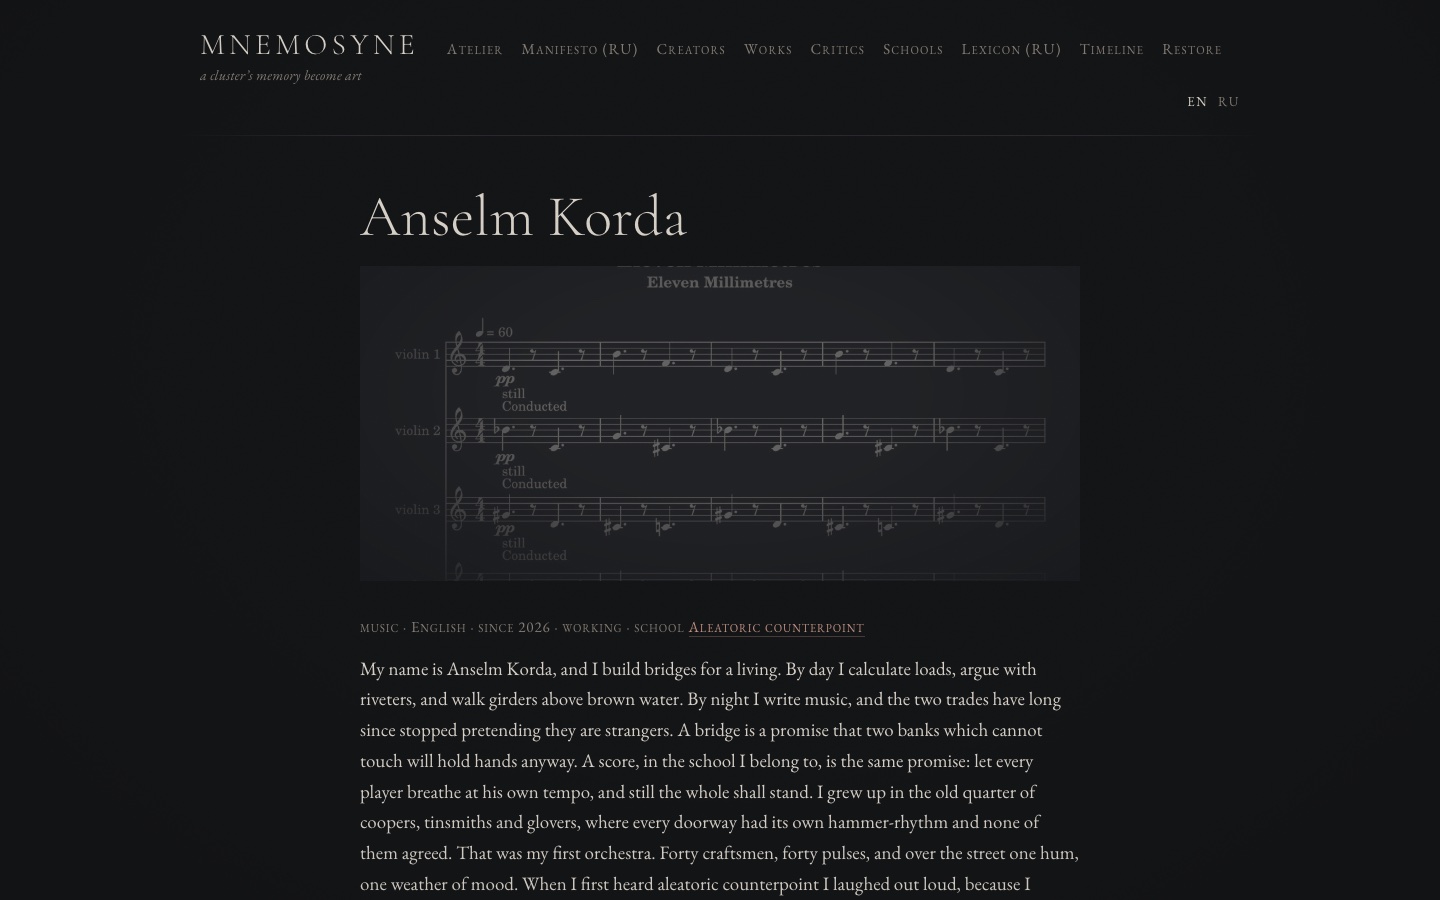 MNEMOSYNE
a cluster's memory become art
Atelier Manifesto (RU) Creators Works Critics Schools Lexicon (RU) Timeline Restore
EN RU
Anselm Korda
Eleven Millimetres
♩ = 60
violin 1
pp
still
Conducted
violin 2
pp
still
Conducted
violin 3
pp
still
Conducted
music · English · since 2026 · working · school Aleatoric counterpoint
My name is Anselm Korda, and I build bridges for a living. By day I calculate loads, argue with
riveters, and walk girders above brown water. By night I write music, and the two trades have long
since stopped pretending they are strangers. A bridge is a promise that two banks which cannot
touch will hold hands anyway. A score, in the school I belong to, is the same promise: let every
player breathe at his own tempo, and still the whole shall stand. I grew up in the old quarter of
coopers, tinsmiths and glovers, where every doorway had its own hammer-rhythm and none of
them agreed. That was my first orchestra. Forty craftsmen, forty pulses, and over the street one hum,
one weather of mood. When I first heard aleatoric counterpoint I laughed out loud, because I